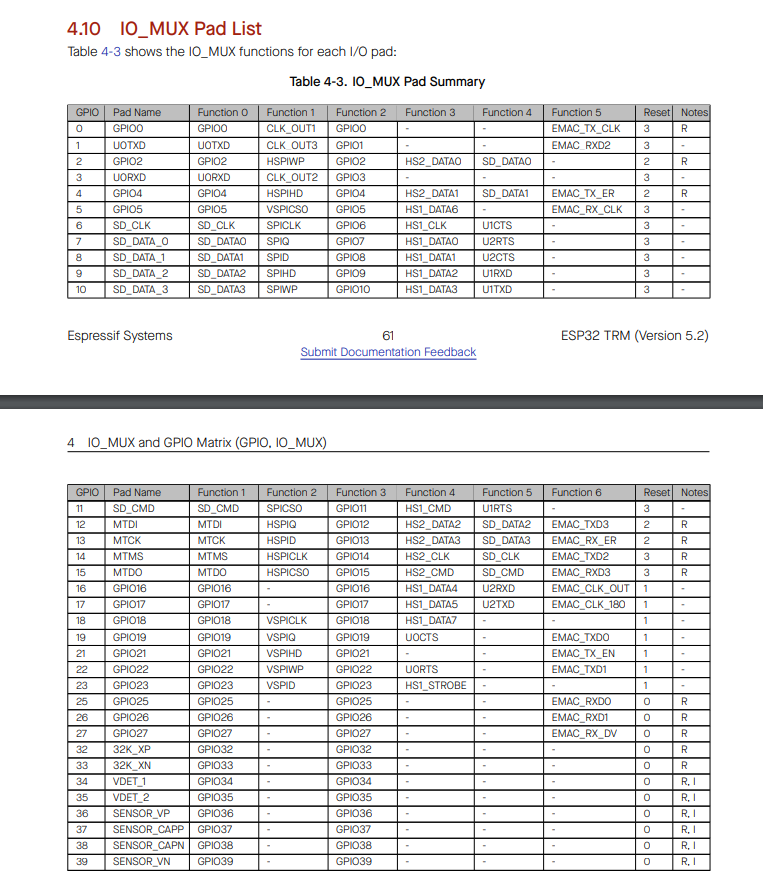 4.10 IO_MUX Pad List
Table 4-3 shows the IO_MUX functions for each I/O pad:
Table 4-3. IO_MUX Pad Summary
GPIO Pad Name Function 0 Function 1 Function 2 Function 3 Function 4 Function 5 Reset Notes
0 GPIO0 GPIO0 CLK_OUT1 GPIO0 - - EMAC_TX_CLK 3 R
1 U0TXD U0TXD CLK_OUT3 GPIO1 - - EMAC_RXD2 3 -
2 GPIO2 GPIO2 HSPIWP GPIO2 HS2_DATA0 SD_DATA0 - 2 R
3 U0RXD U0RXD CLK_OUT2 GPIO3 - - - 3 -
4 GPIO4 GPIO4 HSPIHD GPIO4 HS2_DATA1 SD_DATA1 EMAC_TX_ER 2 R
5 GPIO5 GPIO5 VSPICS0 GPIO5 HS1_DATA6 - EMAC_RX_CLK 3 -
6 SD_CLK SD_CLK SPICLK GPIO6 HS1_CLK U1CTS - 3 -
7 SD_DATA_0 SD_DATA0 SPIQ GPIO7 HS1_DATA0 U2RTS - 3 -
8 SD_DATA_1 SD_DATA1 SPID GPIO8 HS1_DATA1 U2CTS - 3 -
9 SD_DATA_2 SD_DATA2 SPIHD GPIO9 HS1_DATA2 U1RXD - 3 -
10 SD_DATA_3 SD_DATA3 SPIWP GPIO10 HS1_DATA3 U1TXD - 3 -
Espressif Systems 61 ESP32 TRM (Version 5.2)
Submit Documentation Feedback
4 IO_MUX and GPIO Matrix (GPIO, IO_MUX)
GPIO Pad Name Function 1 Function 2 Function 3 Function 4 Function 5 Function 6 Reset Notes
11 SD_CMD SD_CMD SPICS0 GPIO11 HS1_CMD U1RTS - 3 -
12 MTDI MTDI HSPIQ GPIO12 HS2_DATA2 SD_DATA2 EMAC_TXD3 2 R
13 MTCK MTCK HSPID GPIO13 HS2_DATA3 SD_DATA3 EMAC_RX_ER 2 R
14 MTMS MTMS HSPICLK GPIO14 HS2_CLK SD_CLK EMAC_TXD2 3 R
15 MTDO MTDO HSPICS0 GPIO15 HS2_CMD SD_CMD EMAC_RXD3 3 R
16 GPIO16 GPIO16 - GPIO16 HS1_DATA4 U2RXD EMAC_CLK_OUT 1 -
17 GPIO17 GPIO17 - GPIO17 HS1_DATA5 U2TXD EMAC_CLK_180 1 -
18 GPIO18 GPIO18 VSPICLK GPIO18 HS1_DATA7 - - 1 -
19 GPIO19 GPIO19 VSPIQ GPIO19 U0CTS - EMAC_TXD0 1 -
21 GPIO21 GPIO21 VSPIHD GPIO21 - - EMAC_TX_EN 1 -
22 GPIO22 GPIO22 VSPIWP GPIO22 U0RTS - EMAC_TXD1 1 -
23 GPIO23 GPIO23 VSPID GPIO23 HS1_STROBE - - 1 -
25 GPIO25 GPIO25 - GPIO25 - - EMAC_RXD0 0 R
26 GPIO26 GPIO26 - GPIO26 - - EMAC_RXD1 0 R
27 GPIO27 GPIO27 - GPIO27 - - EMAC_RX_DV 0 R
32 32K_XP GPIO32 - GPIO32 - - - 0 R
33 32K_XN GPIO33 - GPIO33 - - - 0 R
34 VDET_1 GPIO34 - GPIO34 - - - 0 R, I
35 VDET_2 GPIO35 - GPIO35 - - - 0 R, I
36 SENSOR_VP GPIO36 - GPIO36 - - - 0 R, I
37 SENSOR_CAPP GPIO37 - GPIO37 - - - 0 R, I
38 SENSOR_CAPN GPIO38 - GPIO38 - - - 0 R, I
39 SENSOR_VN GPIO39 - GPIO39 - - - 0 R, I